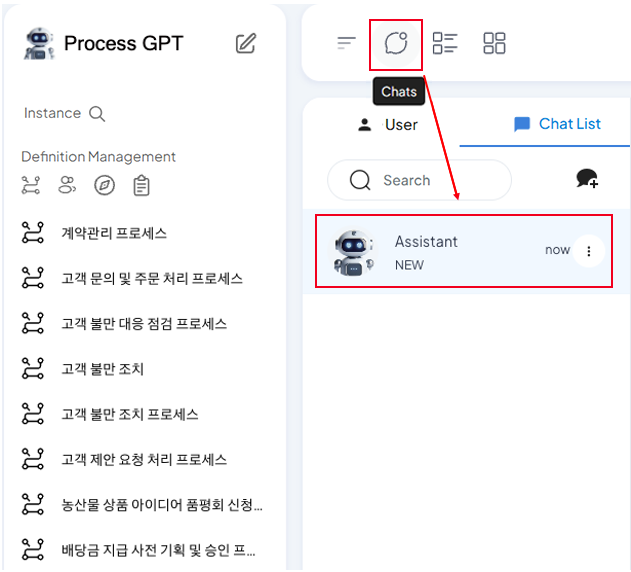 Process GPT
Instance
Definition Management
계약관리 프로세스
고객 문의 및 주문 처리 프로세스
고객 불만 대응 점검 프로세스
고객 불만 조치
고객 불만 조치 프로세스
고객 제안 요청 처리 프로세스
농산물 상품 아이디어 품평회 신청...
배당금 지급 사전 기획 및 승인 프...
Chats
User
Chat List
Search
Assistant
now
NEW